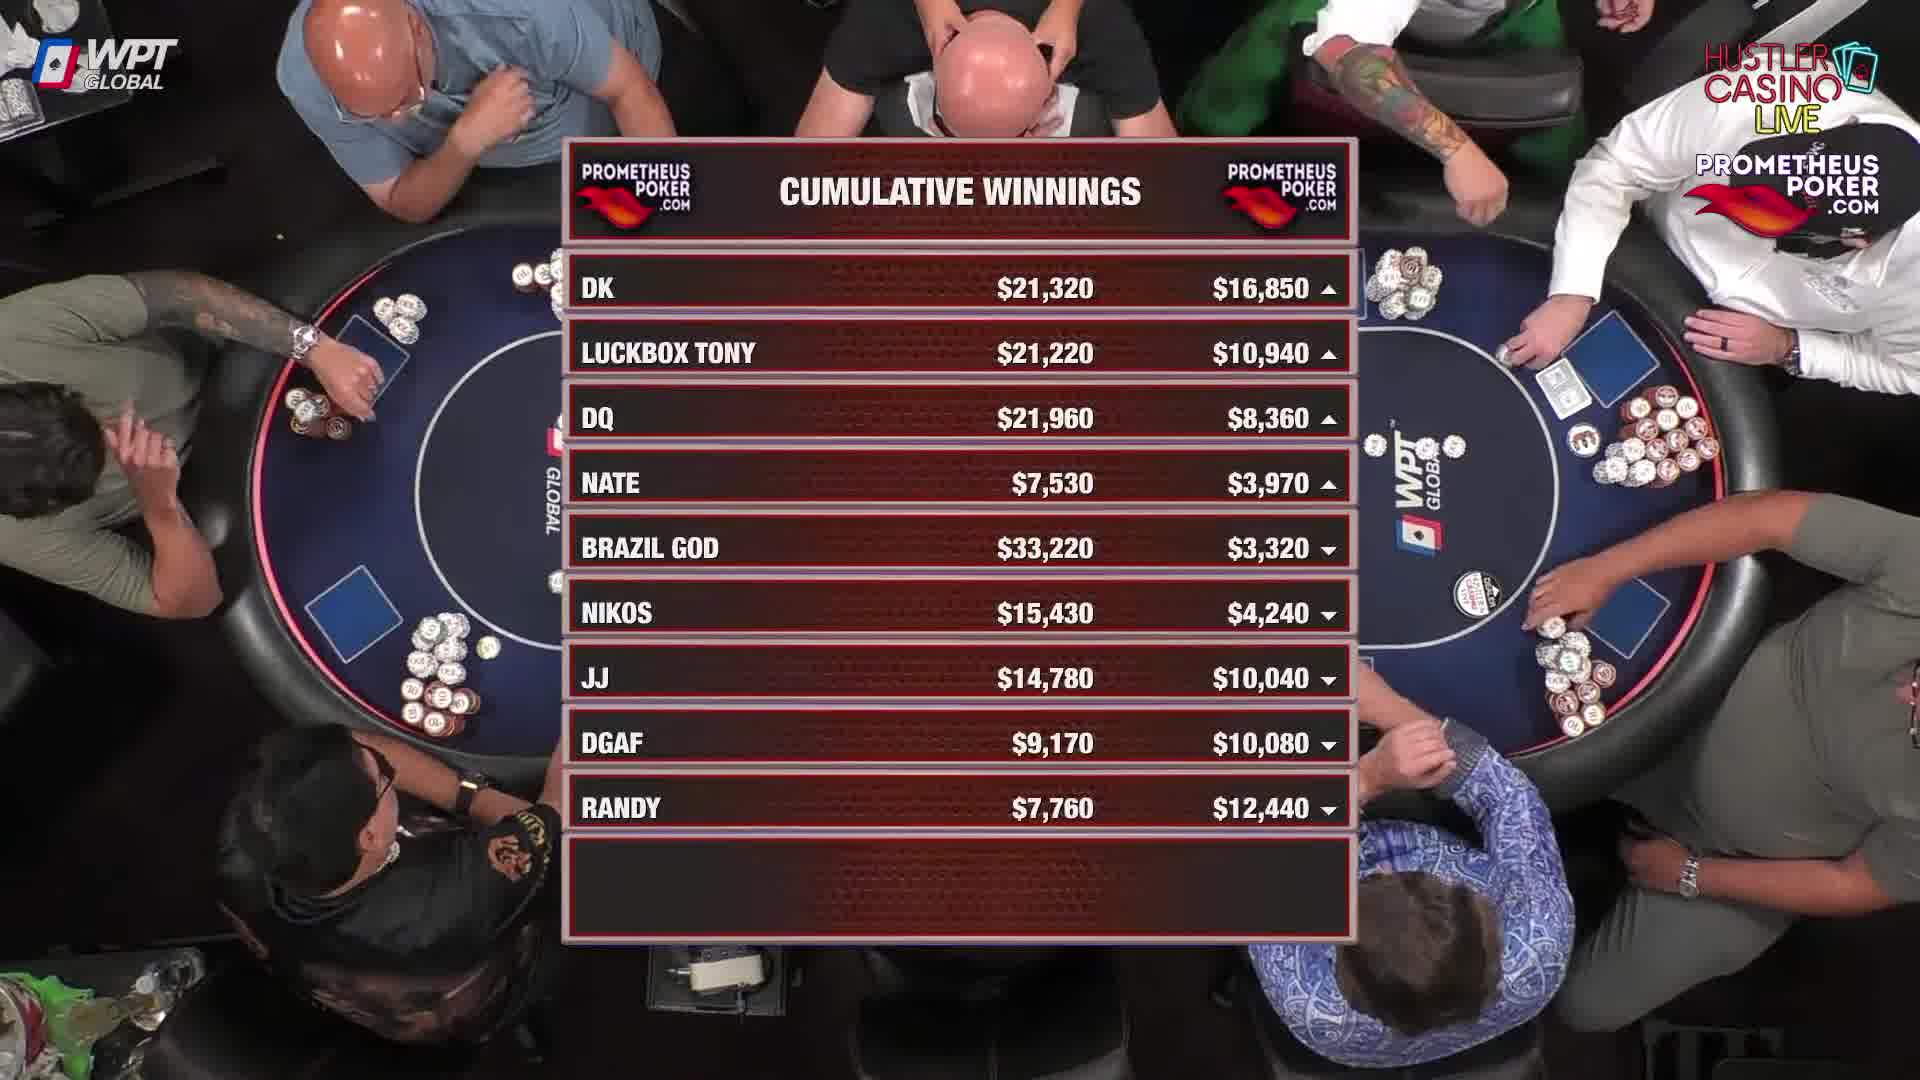 WPT
GLOBAL
HUSTLER
CASINO
LIVE
PROMETHEUS
POKER
.COM
PROMETHEUS
POKER
.COM
CUMULATIVE WINNINGS
PROMETHEUS
POKER
.COM
DK $21,320 $16,850
LUCKBOX TONY $21,220 $10,940
DQ $21,960 $8,360
NATE $7,530 $3,970
BRAZIL GOD $33,220 $3,320
NIKOS $15,430 $4,240
JJ $14,780 $10,040
DGAF $9,170 $10,080
RANDY $7,760 $12,440
GLOBAL
WPT
GLOBAL